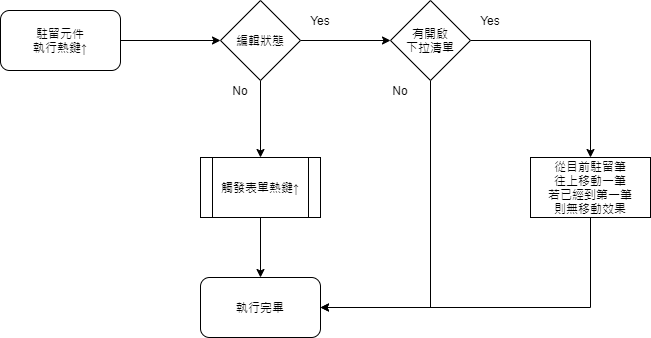 駐留元件
執行熱鍵↑
編輯狀態
Yes
有開啟
下拉清單
Yes
No
No
觸發表單熱鍵↑
從目前駐留筆
往上移動一筆
若已經到第一筆
則無移動效果
執行完畢